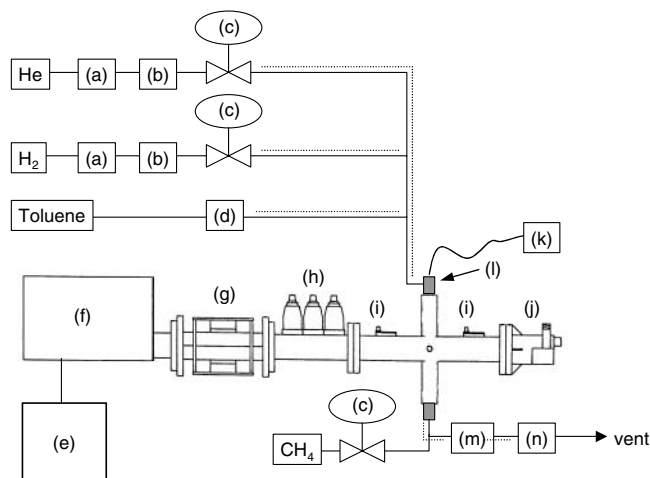 (c)
He (a) (b)
(c)
H₂ (a) (b)
Toluene (d)
(k)
(l)
(h)
(g) (i) (i) (j)
(f)
(c)
(e) CH₄ (m) (n) vent